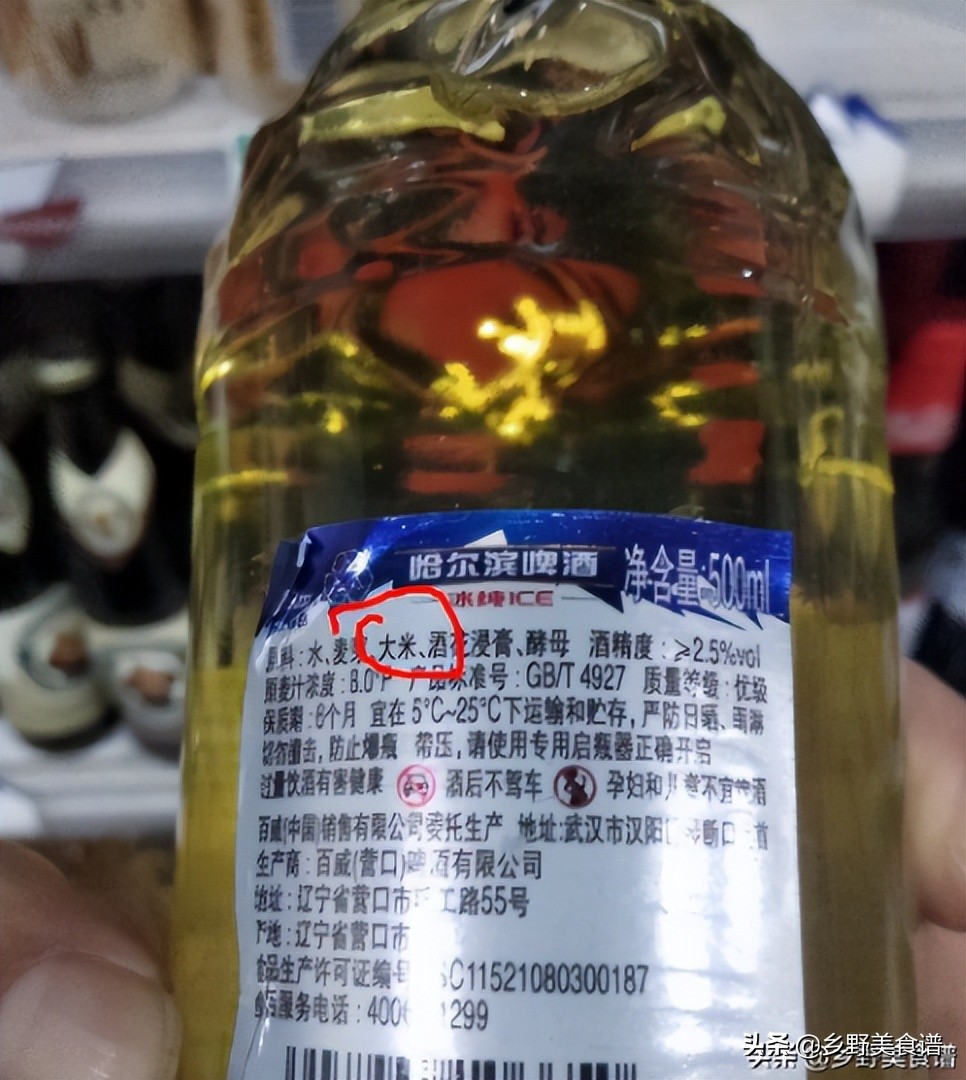 哈尔滨啤酒 净含量:500ml
冰纯ICE
原料:水、麦芽、大米、酒花浸膏、酵母 酒精度:≥2.5%vol
原麦汁浓度:8.0°P 产品标准号:GB/T 4927 质量等级:优级
保质期:6个月 宜在5°C~25°C下运输和贮存,严防日晒、雨淋
切勿撞击,防止爆瓶 带压,请使用专用启瓶器正确开启
过量饮酒有害健康 酒后不驾车 孕妇和儿童不宜饮酒
百威(中国)销售有限公司委托生产 地址:武汉市汉阳
生产商:百威(营口)啤酒有限公司
地址:辽宁省营口市 工路55号
产地:辽宁省营口市
食品生产许可证编号 SC11521080300187
售后服务电话:400 1299
头条 @乡野美食谱